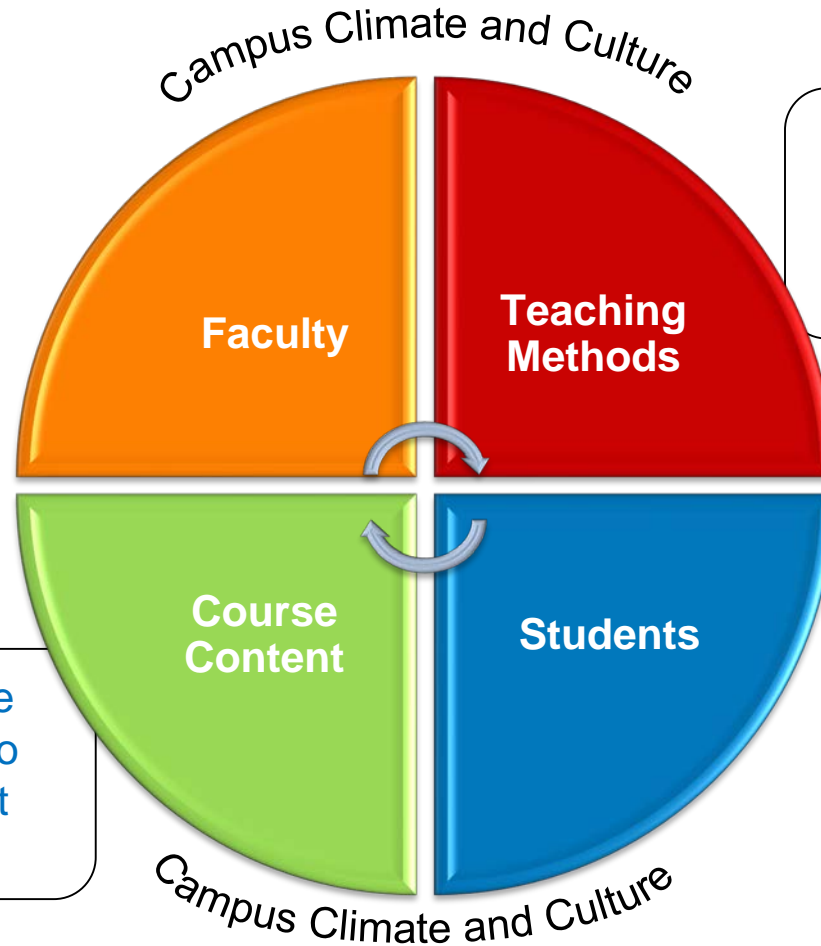 Campus Climate and Culture
Faculty
Teaching
Methods
Course
Content
Students
e
o
t
Campus Climate and Culture